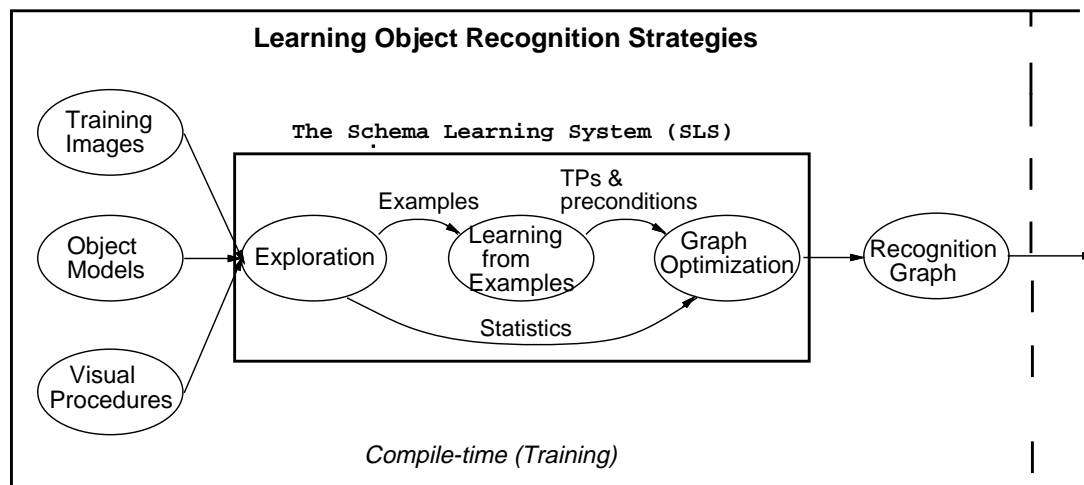 Learning Object Recognition Strategies
Training
Images
The Schema Learning System (SLS)
TPs &
Examples
preconditions
Object
Models
Exploration
Learning
from
Examples
Graph
Optimization
Recognition
Graph
Statistics
Visual
Procedures
Compile-time (Training)